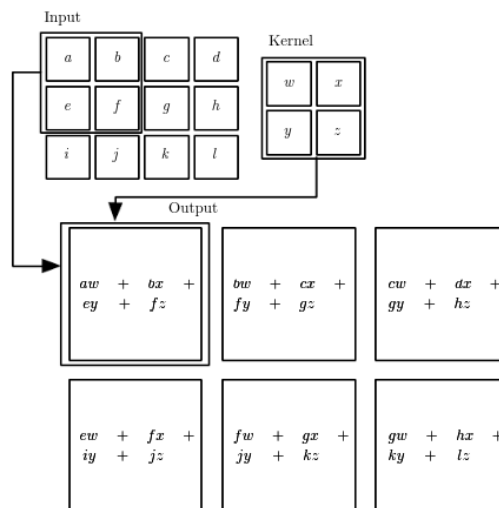 Input
Kernel
a b c d
e f g h
i j k l
w x
y z
Output
aw + bx +
ey + fz
bw + cx +
fy + gz
cw + dx +
gy + hz
ew + fx +
iy + jz
fw + gx +
jy + kz
gw + hx +
ky + lz